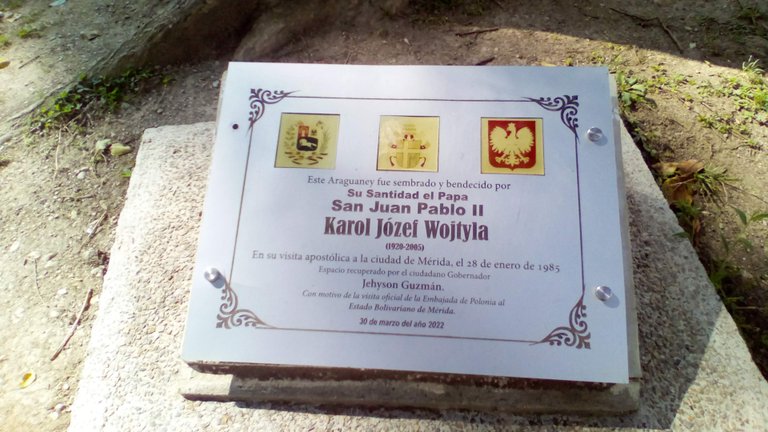 Este Araguaney fue sembrado y bendecido por
Su Santidad el Papa
San Juan Pablo II
Karol Józef Wojtyla
(1920-2005)
En su visita apostólica a la ciudad de Mérida, el 28 de enero de 1985
Espacio recuperado por el ciudadano Gobernador
Jehyson Guzmán.
Con motivo de la visita oficial de la Embajada de Polonia al
Estado Bolivariano de Mérida.
30 de marzo del año 2022